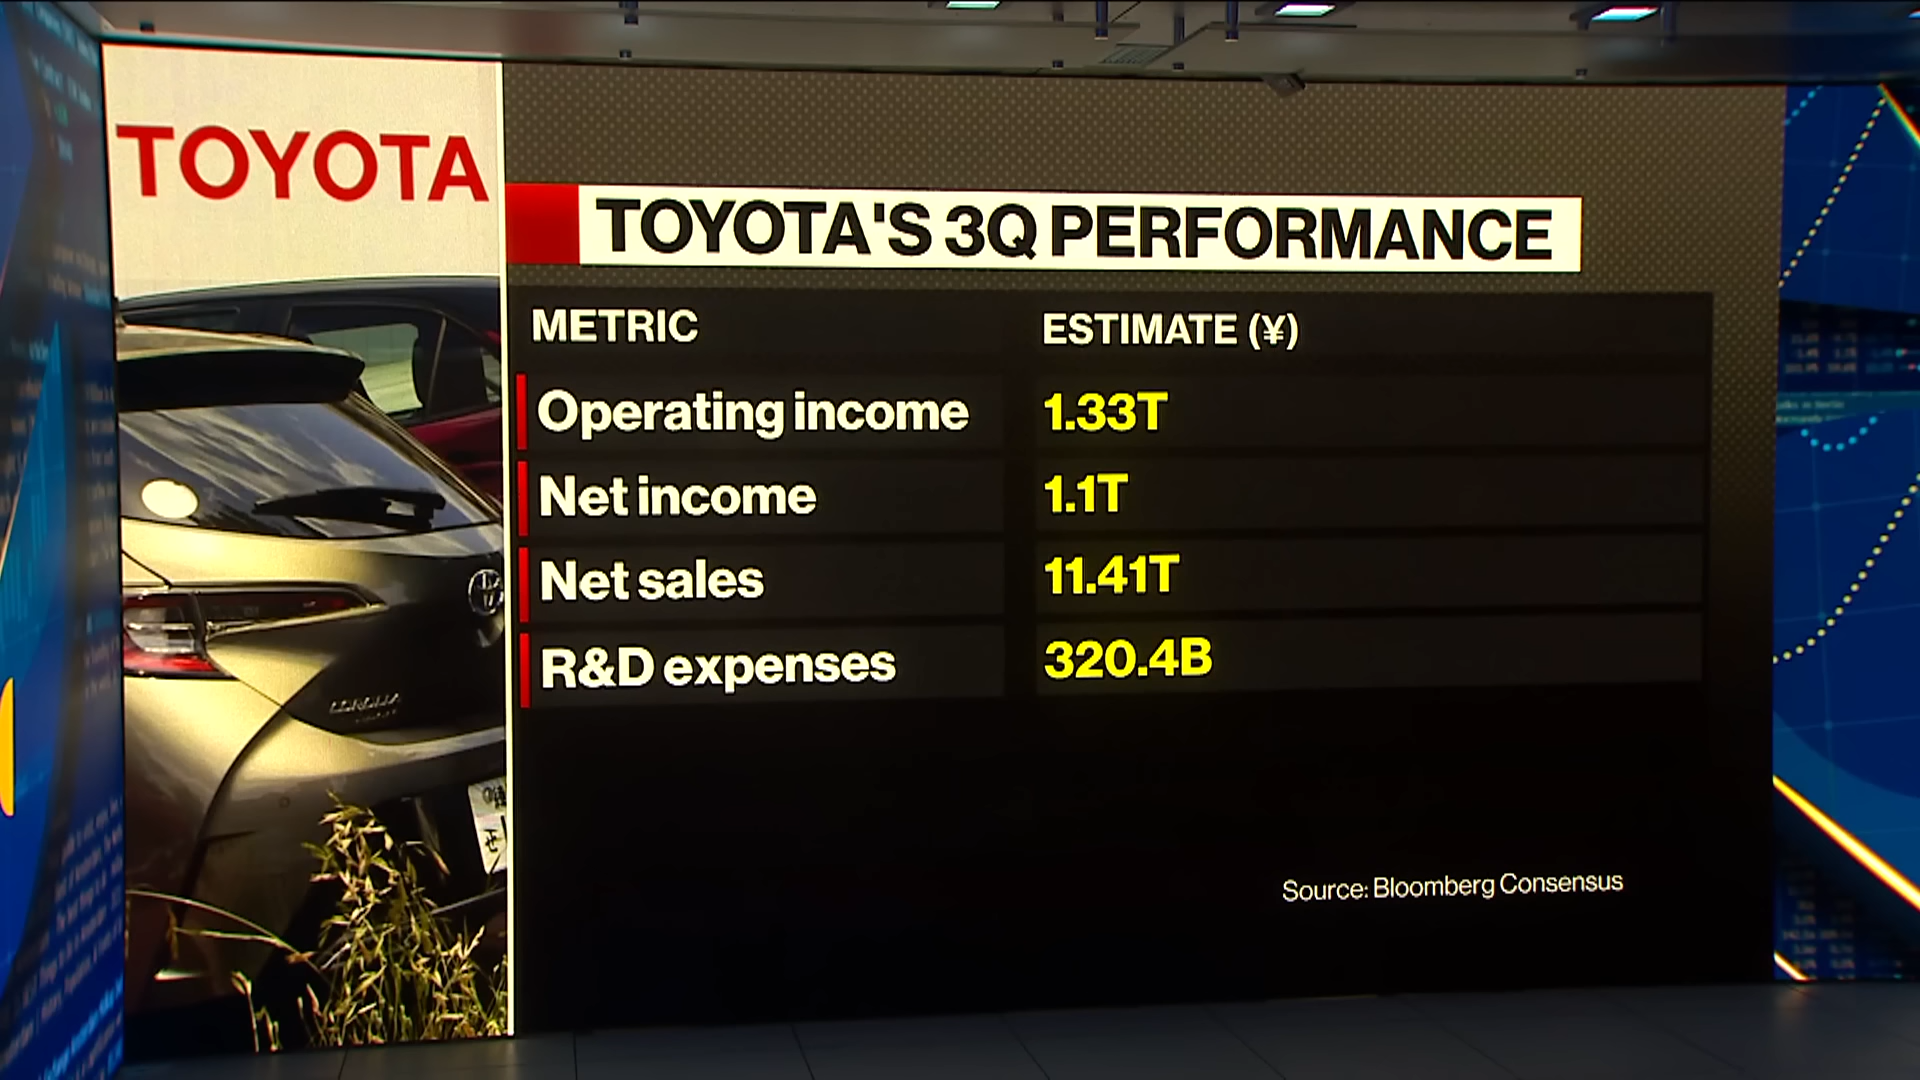 TOYOTA
TOYOTA'S 3Q PERFORMANCE
METRIC ESTIMATE (¥)
Operating income 1.33T
Net income 1.1T
Net sales 11.41T
R&D expenses 320.4B
COROLLA
Source: Bloomberg Consensus